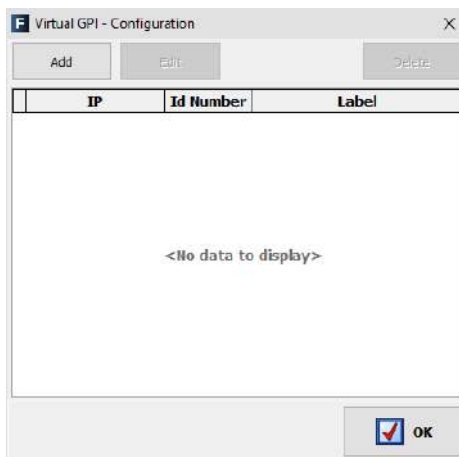 F Virtual GPI - Configuration
Add Edit Delete
IP Id Number Label
<No data to display>
OK